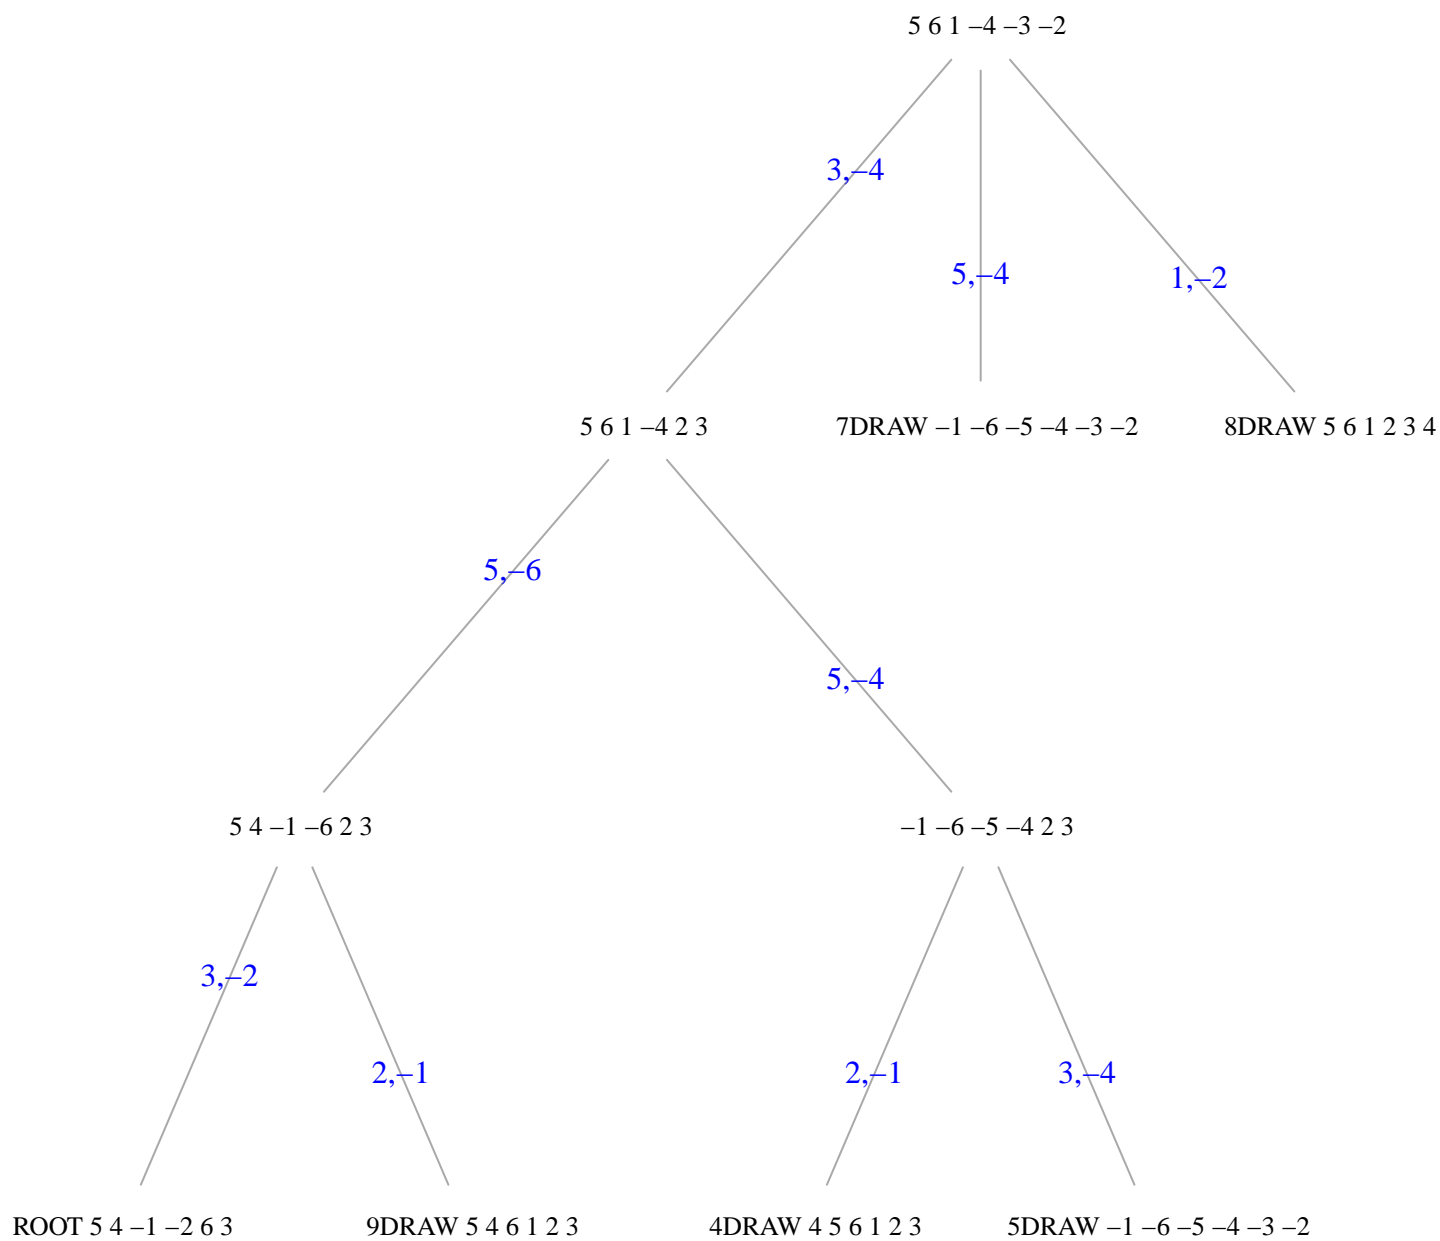 5 6 1 –4 –3 –2
3,–4
5,–4
1,–2
5 6 1 –4 2 3
7DRAW –1 –6 –5 –4 –3 –2
8DRAW 5 6 1 2 3 4
5,–6
5,–4
5 4 –1 –6 2 3
–1 –6 –5 –4 2 3
3,–2
2,–1
2,–1
3,–4
ROOT 5 4 –1 –2 6 3
9DRAW 5 4 6 1 2 3
4DRAW 4 5 6 1 2 3
5DRAW –1 –6 –5 –4 –3 –2